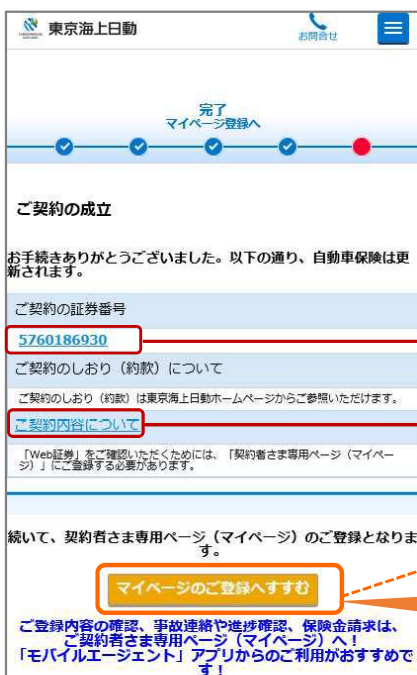 東京海上日動
お問合せ
完了
マイページ登録へ
ご契約の成立
お手続きありがとうございました。以下の通り、自動車保険は更
新されます。
ご契約の証券番号
5760186930
ご契約のしおり（約款）について
ご契約のしおり（約款）は東京海上日動ホームページからご参照いただけます。
ご契約内容について
「Web証券」をご確認いただくためには、「契約者さま専用ページ（マイペー
ジ）」にご登録する必要があります。
続いて、契約者さま専用ページ（マイページ）のご登録となりま
す。
マイページのご登録へすすむ
ご登録内容の確認、事故連絡や進捗確認、保険金請求は、
ご契約者さま専用ページ（マイページ）へ！
「モバイルエージェント」アプリからのご利用がおすすめで
す！